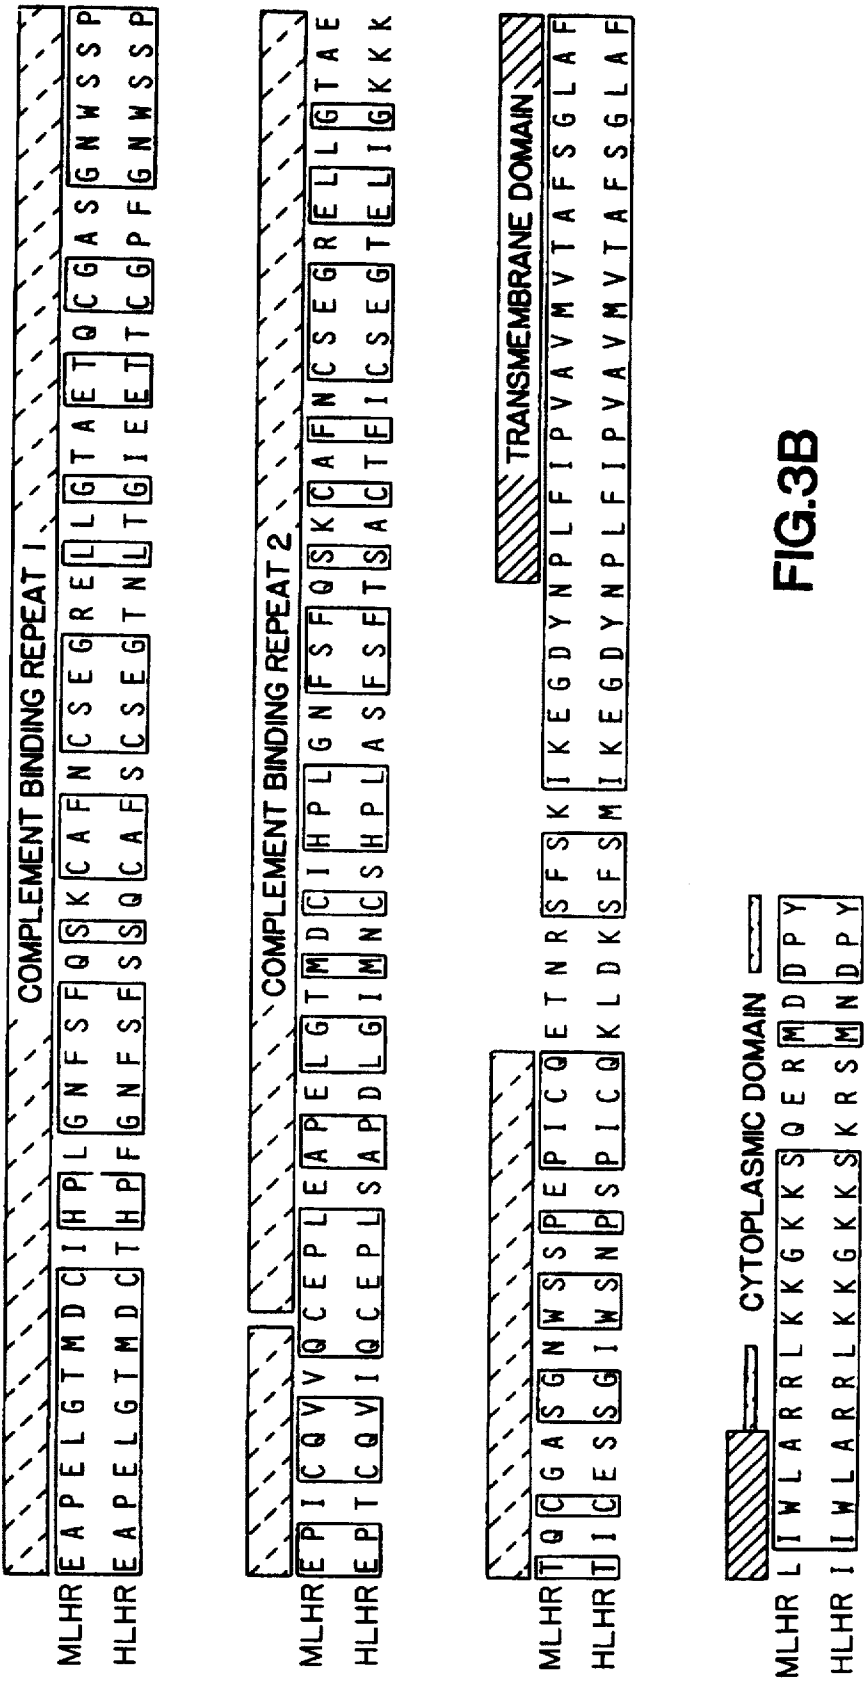 COMPLEMENT BINDING REPEAT 1
MLHR E A P E L G T M D C I H P L G N F S F Q S K C A F N C S E G R E L L G T A E T Q C G A S G N W S S P
HLHR E A P E L G T M D C T H P F G N F S F S S Q C A F S C S E G T N L T G I E E T T C G P F G N W S S P
COMPLEMENT BINDING REPEAT 2
MLHR E P I C Q V V Q C E P L E A P E L G T M D C I H P L G N F S F Q S K C A F N C S E G R E L L G T A E
HLHR E P T C Q V I Q C E P L S A P D L G I M N C S H P L A S F S F T S A C T F I C S E G T E L I G K K K
TRANSMEMBRANE DOMAIN
MLHR T Q C G A S G N W S S P E P I C Q E T N R S F S K I K E G D Y N P L F I P V A V M V T A F S G L A F
HLHR T I C E S S G I W S N P S P I C Q K L D K S F S M I K E G D Y N P L F I P V A V M V T A F S G L A F
CYTOPLASMIC DOMAIN
MLHR L I W L A R R L K K G K K S Q E R M D D P Y
HLHR I I W L A R R L K K G K K S K R S M N D P Y
FIG.3B